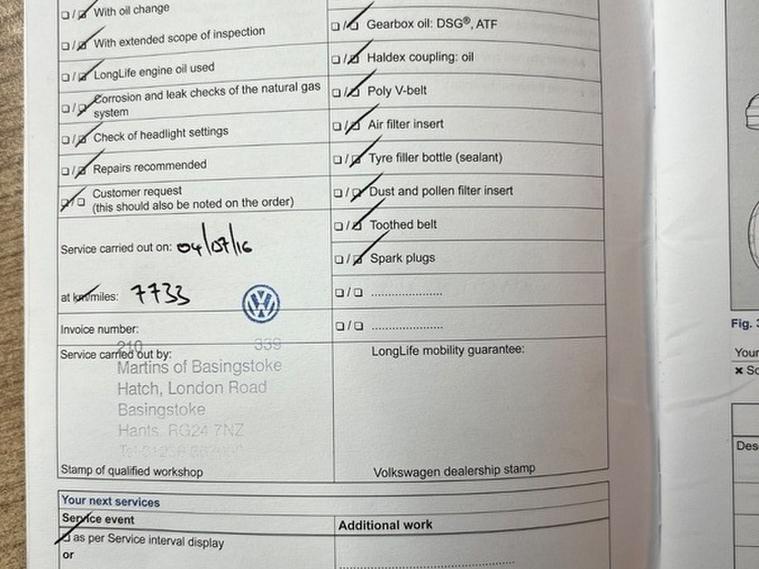 With oil change
With extended scope of inspection
LongLife engine oil used
Corrosion and leak checks of the natural gas
system
Check of headlight settings
Repairs recommended
Customer request
(this should also be noted on the order)
Service carried out on: 04/07/16
at km/miles: 7733
Invoice number:
210 339
Service carried out by:
Martins of Basingstoke
Hatch, London Road
Basingstoke
Hants. RG24 7NZ
Stamp of qualified workshop
Gearbox oil: DSG®, ATF
Haldex coupling: oil
Poly V-belt
Air filter insert
Tyre filler bottle (sealant)
Dust and pollen filter insert
Toothed belt
Spark plugs
LongLife mobility guarantee:
Volkswagen dealership stamp
Your next services
Service event
as per Service interval display
or
Additional work
Fig. 3
Your